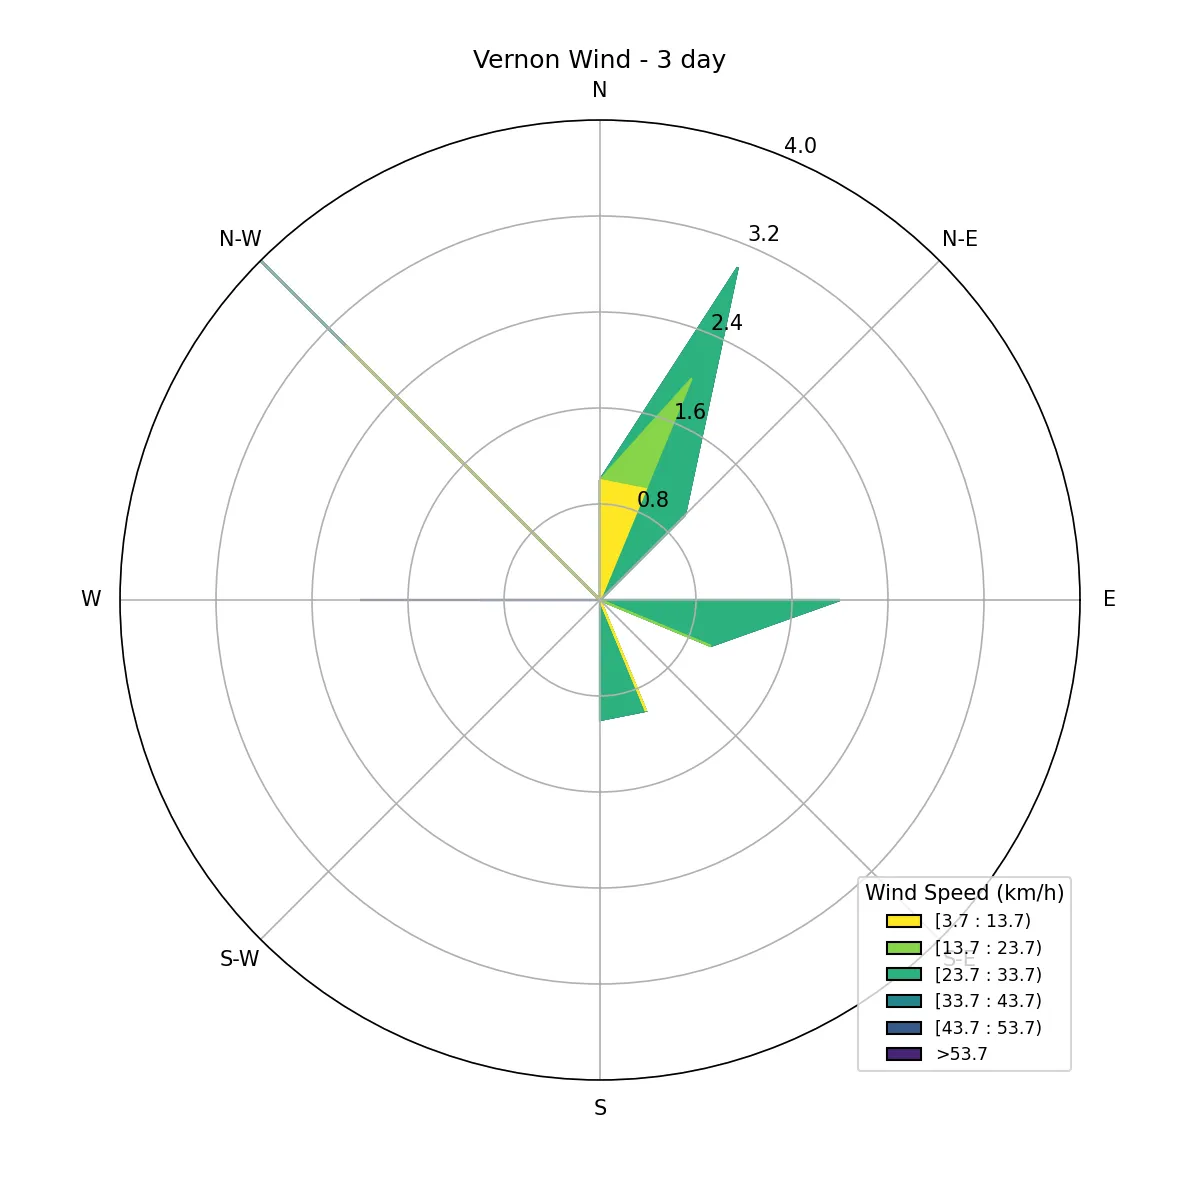 Vernon Wind - 3 day
N
4.0
N-W
3.2
N-E
2.4
1.6
0.8
W
E
S-W
S-E
S
Wind Speed (km/h)
[3.7 : 13.7)
[13.7 : 23.7)
[23.7 : 33.7)
[33.7 : 43.7)
[43.7 : 53.7)
>53.7